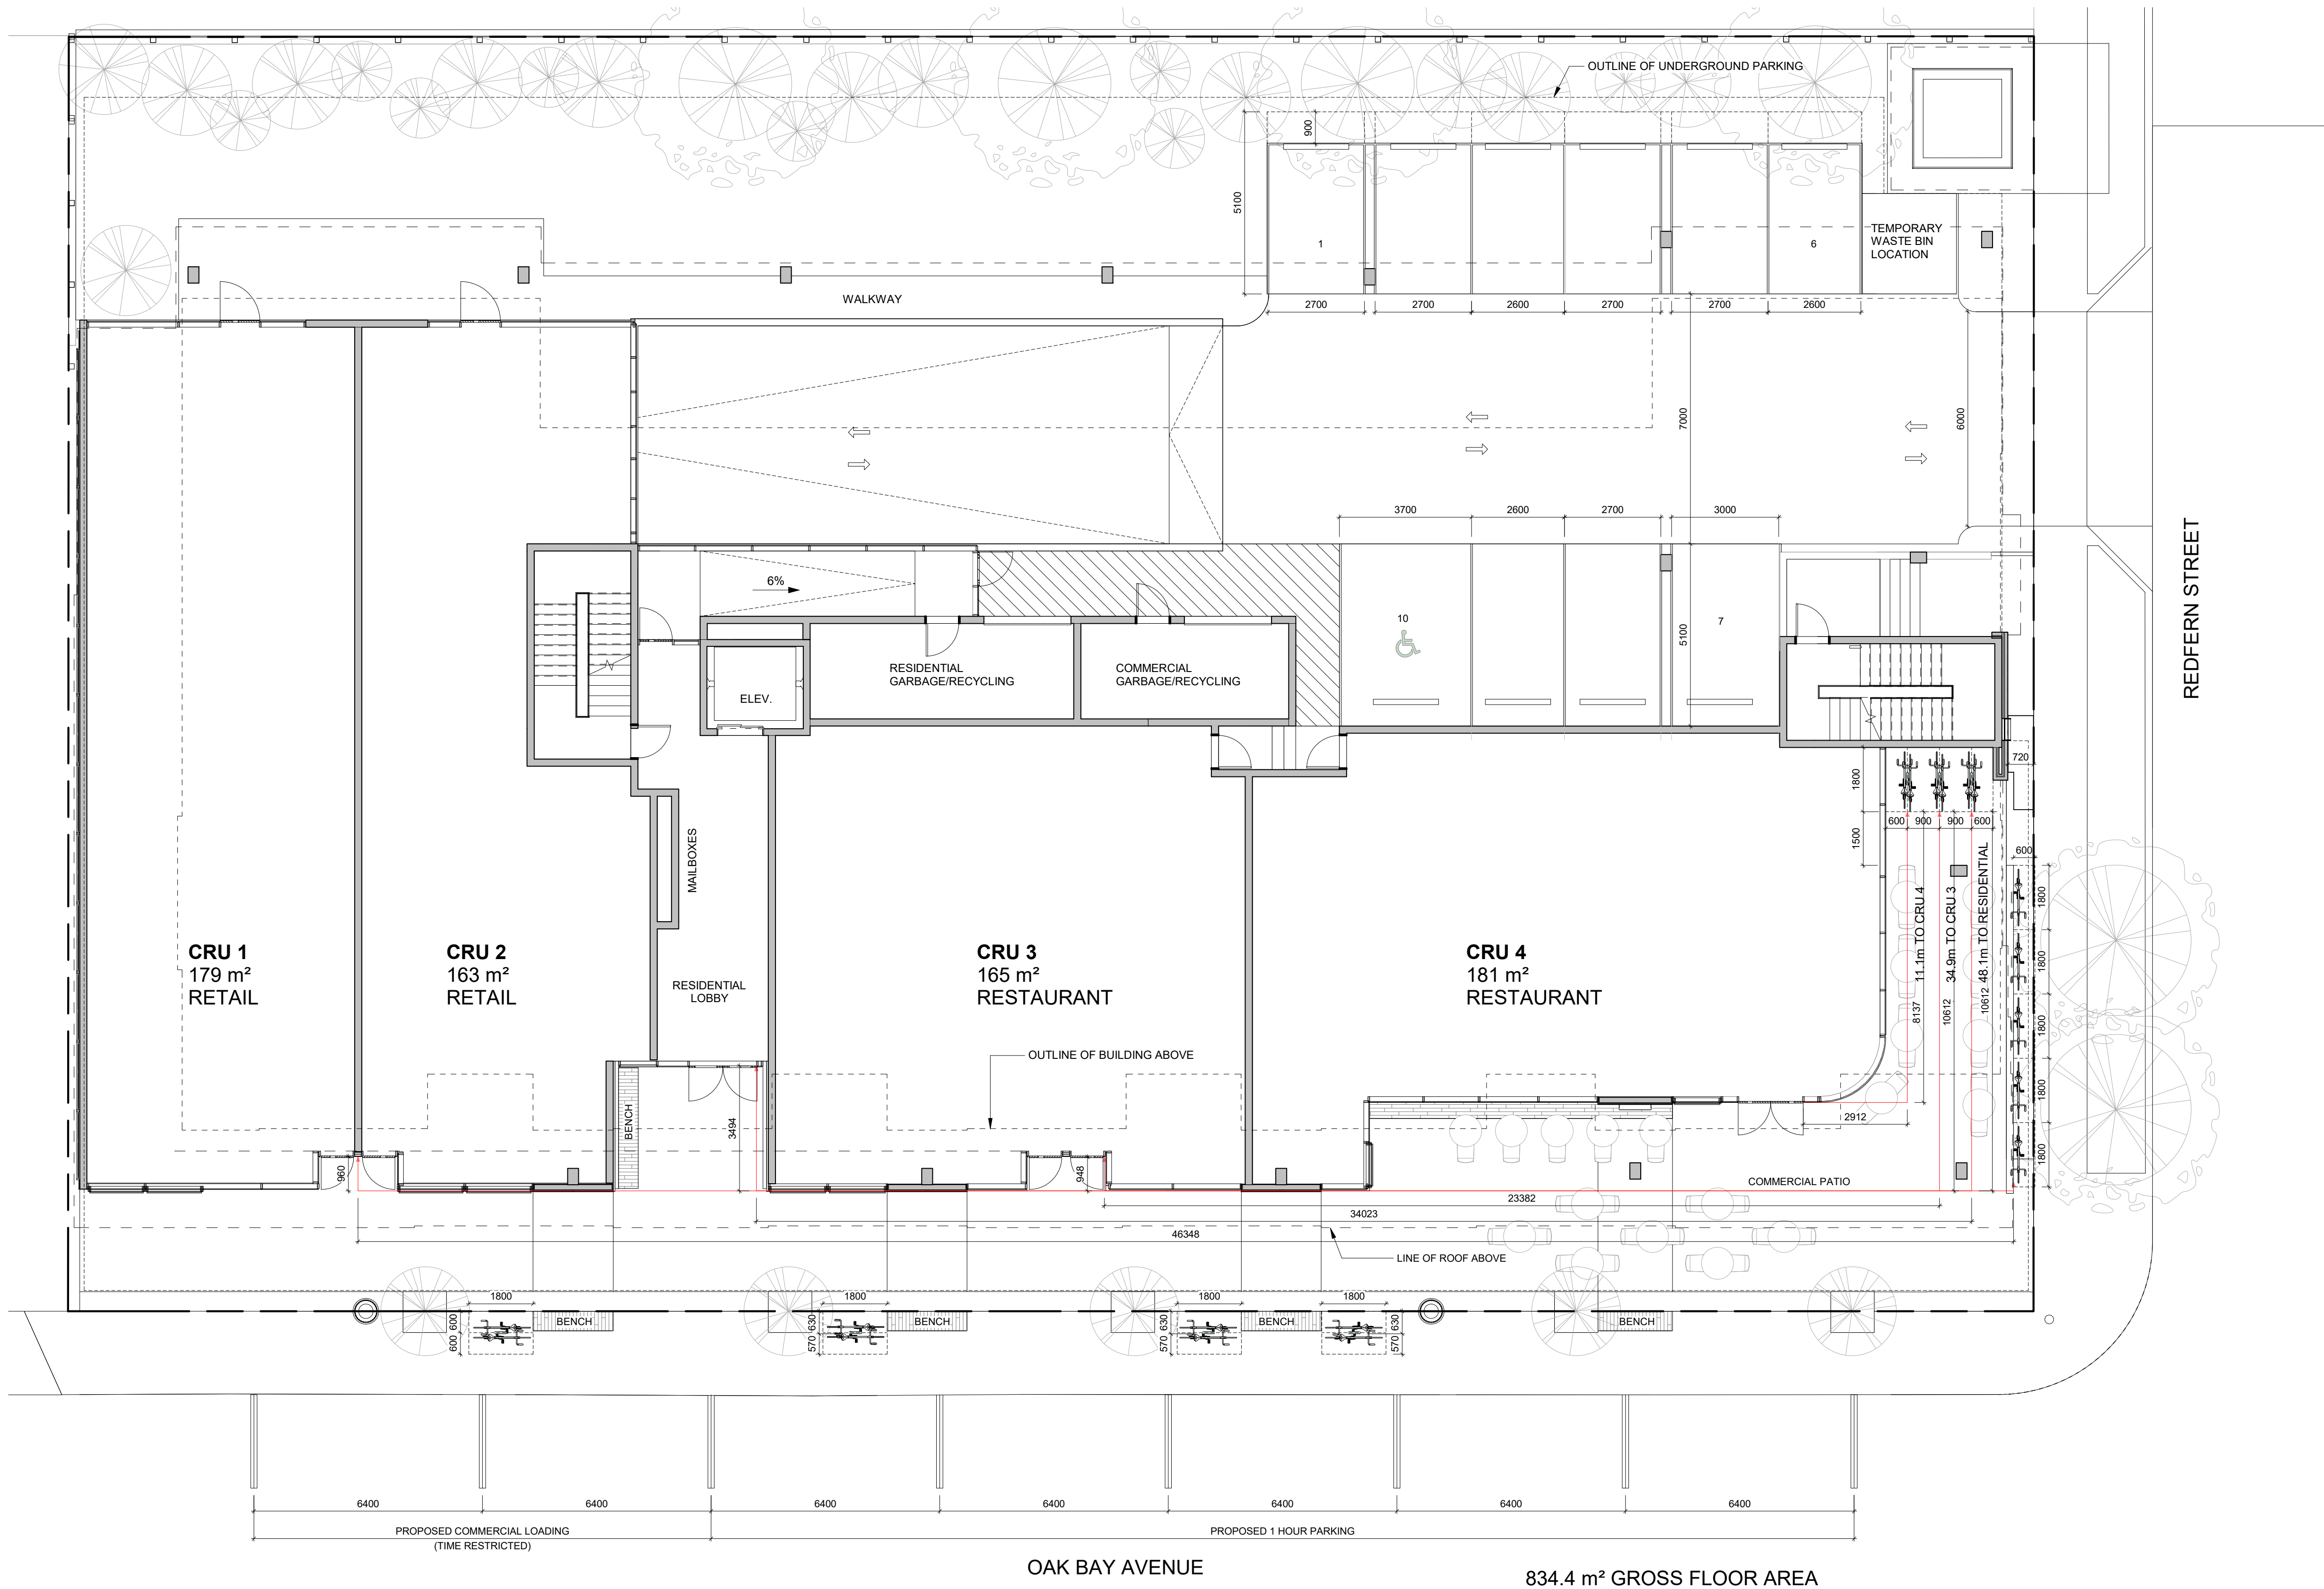 OUTLINE OF UNDERGROUND PARKING
900
5100
1
6
TEMPORARY
WASTE BIN
LOCATION
WALKWAY
2700
2700
2600
2700
2700
2600
7000
6000
3700
2600
2700
3000
REDFERN STREET
6%
10
7
5100
RESIDENTIAL
GARBAGE/RECYCLING
COMMERCIAL
GARBAGE/RECYCLING
ELEV.
720
1800
600
900
900
600
1500
600
MAILBOXES
11.1m TO CRU 4
34.9m TO CRU 3
48.1m TO RESIDENTIAL
8137
10612
10612
1800
1800
1800
1800
1800
CRU 1
179 m²
RETAIL
CRU 2
163 m²
RETAIL
RESIDENTIAL
LOBBY
CRU 3
165 m²
RESTAURANT
CRU 4
181 m²
RESTAURANT
OUTLINE OF BUILDING ABOVE
BENCH
3494
2912
960
948
COMMERCIAL PATIO
23382
34023
46348
LINE OF ROOF ABOVE
1800
1800
1800
1800
600
600
BENCH
630
570
BENCH
630
570
BENCH
630
570
BENCH
6400
6400
6400
6400
6400
6400
6400
PROPOSED COMMERCIAL LOADING
(TIME RESTRICTED)
PROPOSED 1 HOUR PARKING
OAK BAY AVENUE
834.4 m² GROSS FLOOR AREA